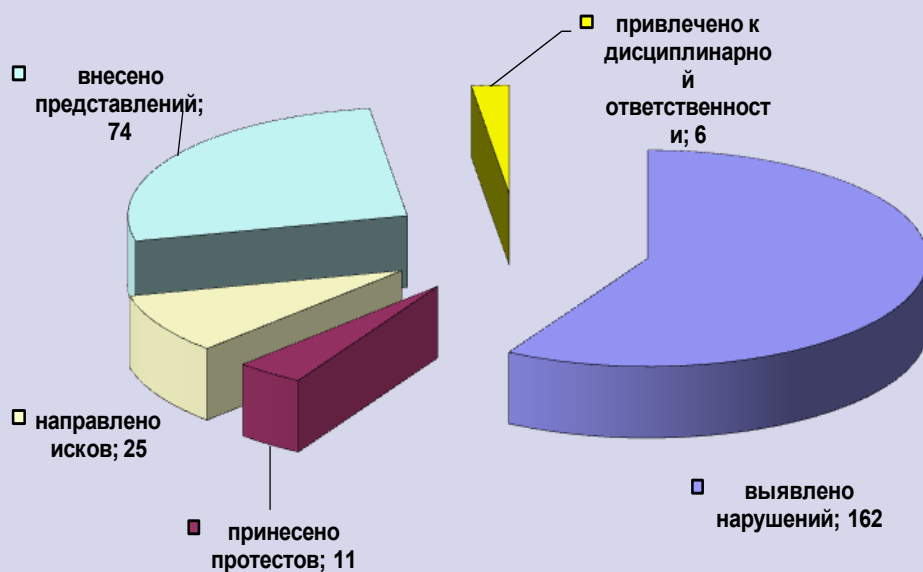 внесено
представлений;
74
привлечено к
дисциплинарно
й
ответственност
и; 6
направлено
исков; 25
выявлено
нарушений; 162
принесено
протестов; 11